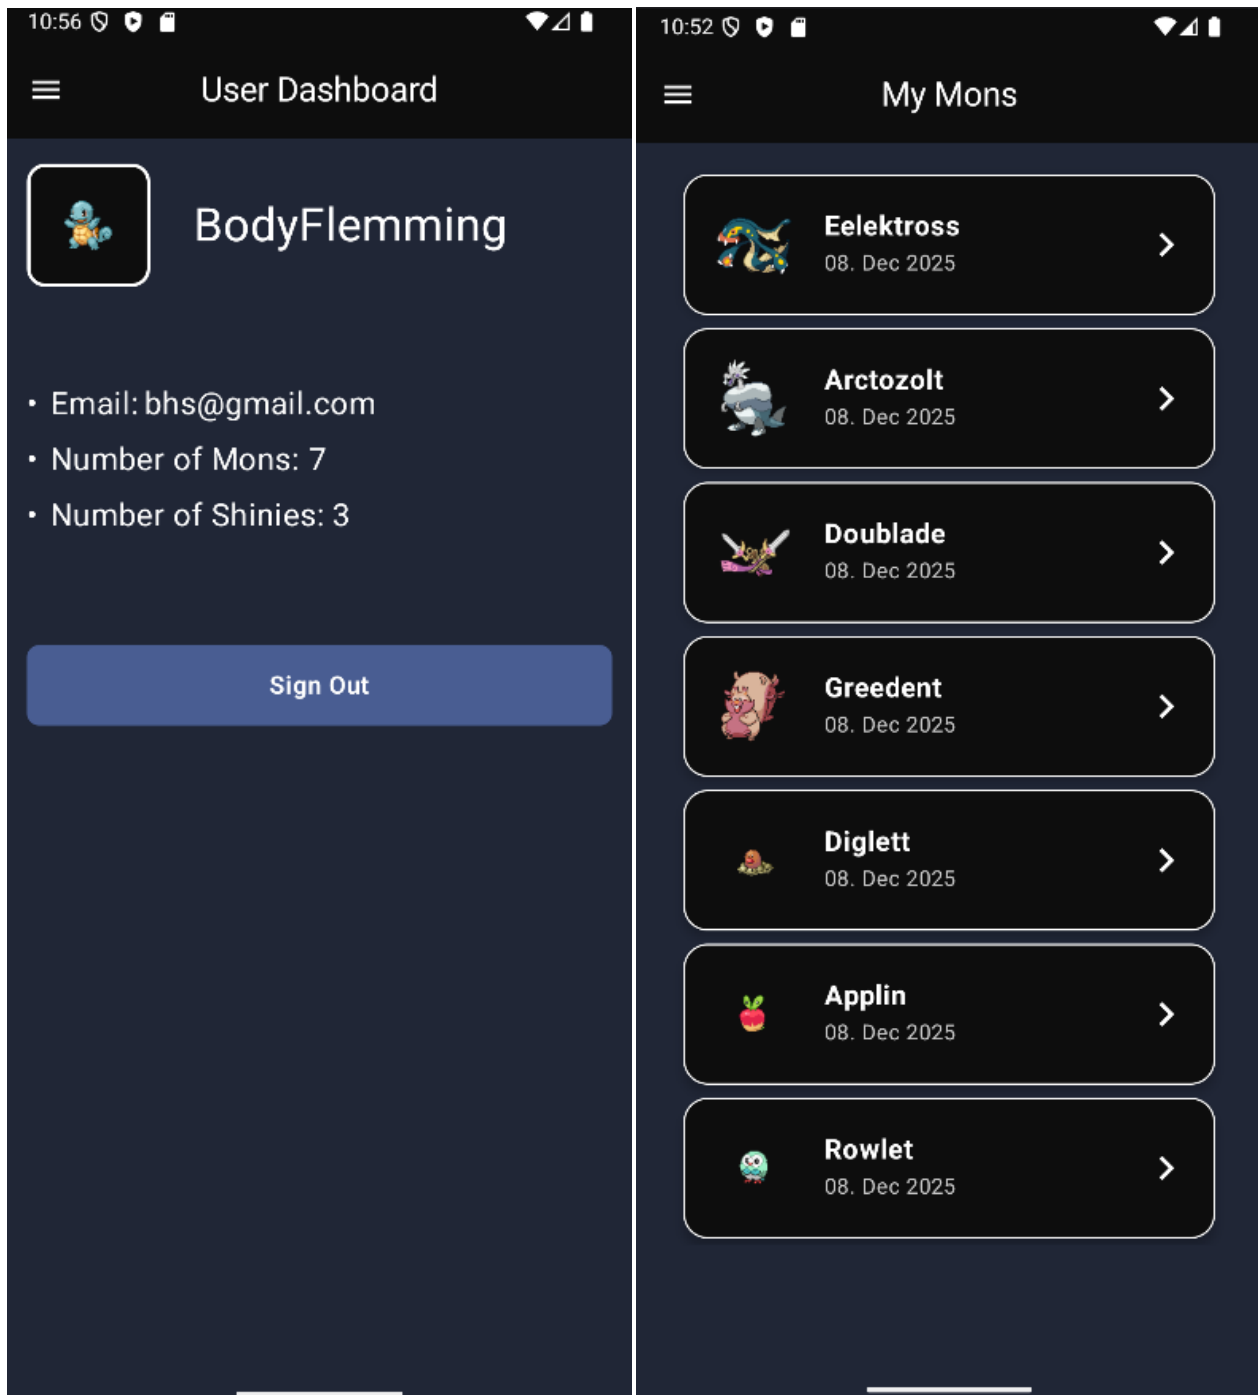 10:56
User Dashboard
BodyFlemming
• Email: bhs@gmail.com
• Number of Mons: 7
• Number of Shinies: 3
Sign Out
10:52
My Mons
Eelektross
08. Dec 2025
Arctozolt
08. Dec 2025
Doublade
08. Dec 2025
Greedent
08. Dec 2025
Diglett
08. Dec 2025
Applin
08. Dec 2025
Rowlet
08. Dec 2025